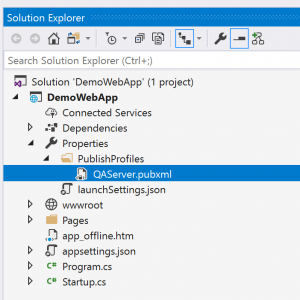 Solution Explorer
Search Solution Explorer (Ctrl+;)
Solution 'DemoWebApp' (1 project)
DemoWebApp
Connected Services
Dependencies
Properties
PublishProfiles
QAServer.pubxml
launchSettings.json
wwwroot
Pages
app_offline.htm
appsettings.json
C# Program.cs
C# Startup.cs